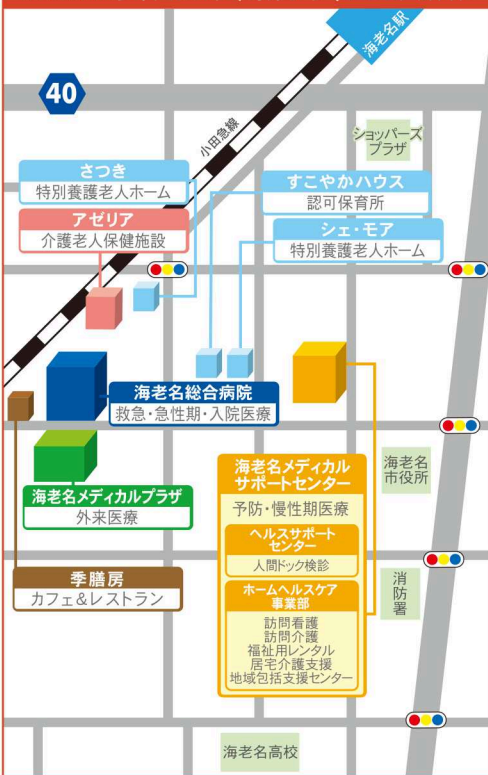 海老名駅
40
小田急線
ショッパーズ
プラザ
さつき
特別養護老人ホーム
すこやかハウス
認可保育所
アゼリア
介護老人保健施設
シェ・モア
特別養護老人ホーム
海老名総合病院
救急・急性期・入院医療
海老名メディカル
サポートセンター
予防・慢性期医療
ヘルスサポート
センター
人間ドック検診
ホームヘルスケア
事業部
訪問看護
訪問介護
福祉用レンタル
居宅介護支援
地域包括支援センター
海老名
市役所
海老名メディカルプラザ
外来医療
季膳房
カフェ&レストラン
消
防
署
海老名高校